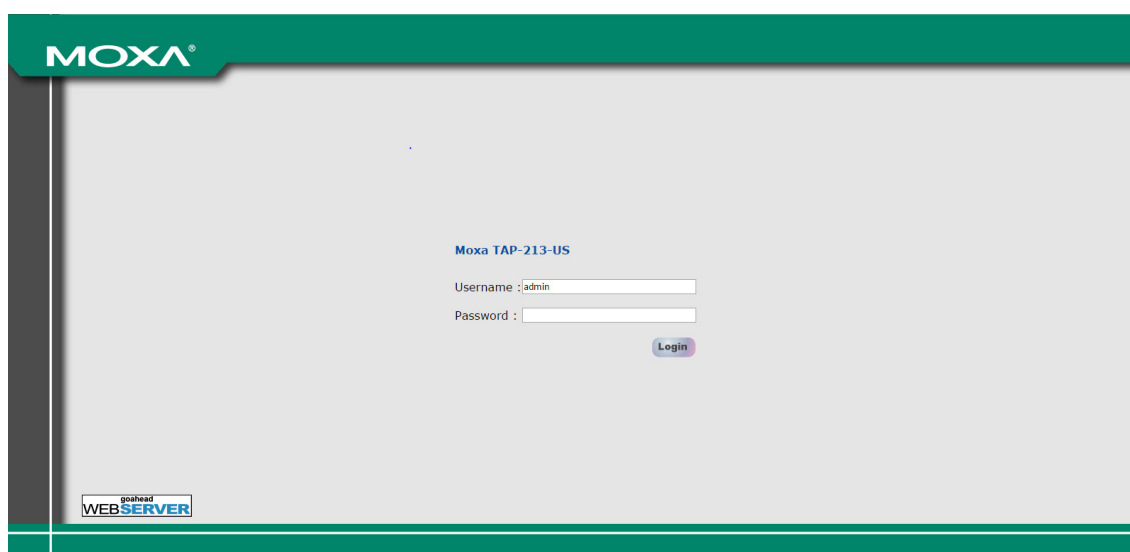 MOXA®
Moxa TAP-213-US
Username : admin
Password :
Login
goahead
WEBSERVER